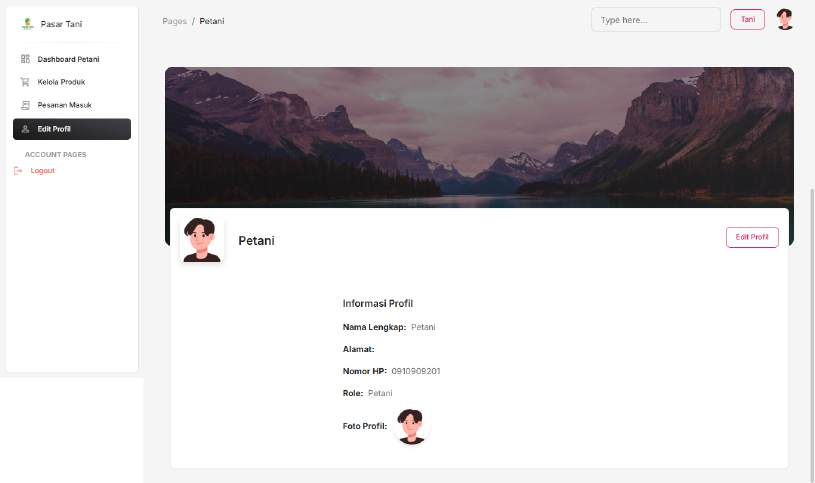 Pasar Tani
Dashboard Petani
Kelola Produk
Pesanan Masuk
Edit Profil
ACCOUNT PAGES
Logout
Pages / Petani
Type here...
Tani
Petani
Edit Profil
Informasi Profil
Nama Lengkap: Petani
Alamat:
Nomor HP: 0910909201
Role: Petani
Foto Profil: